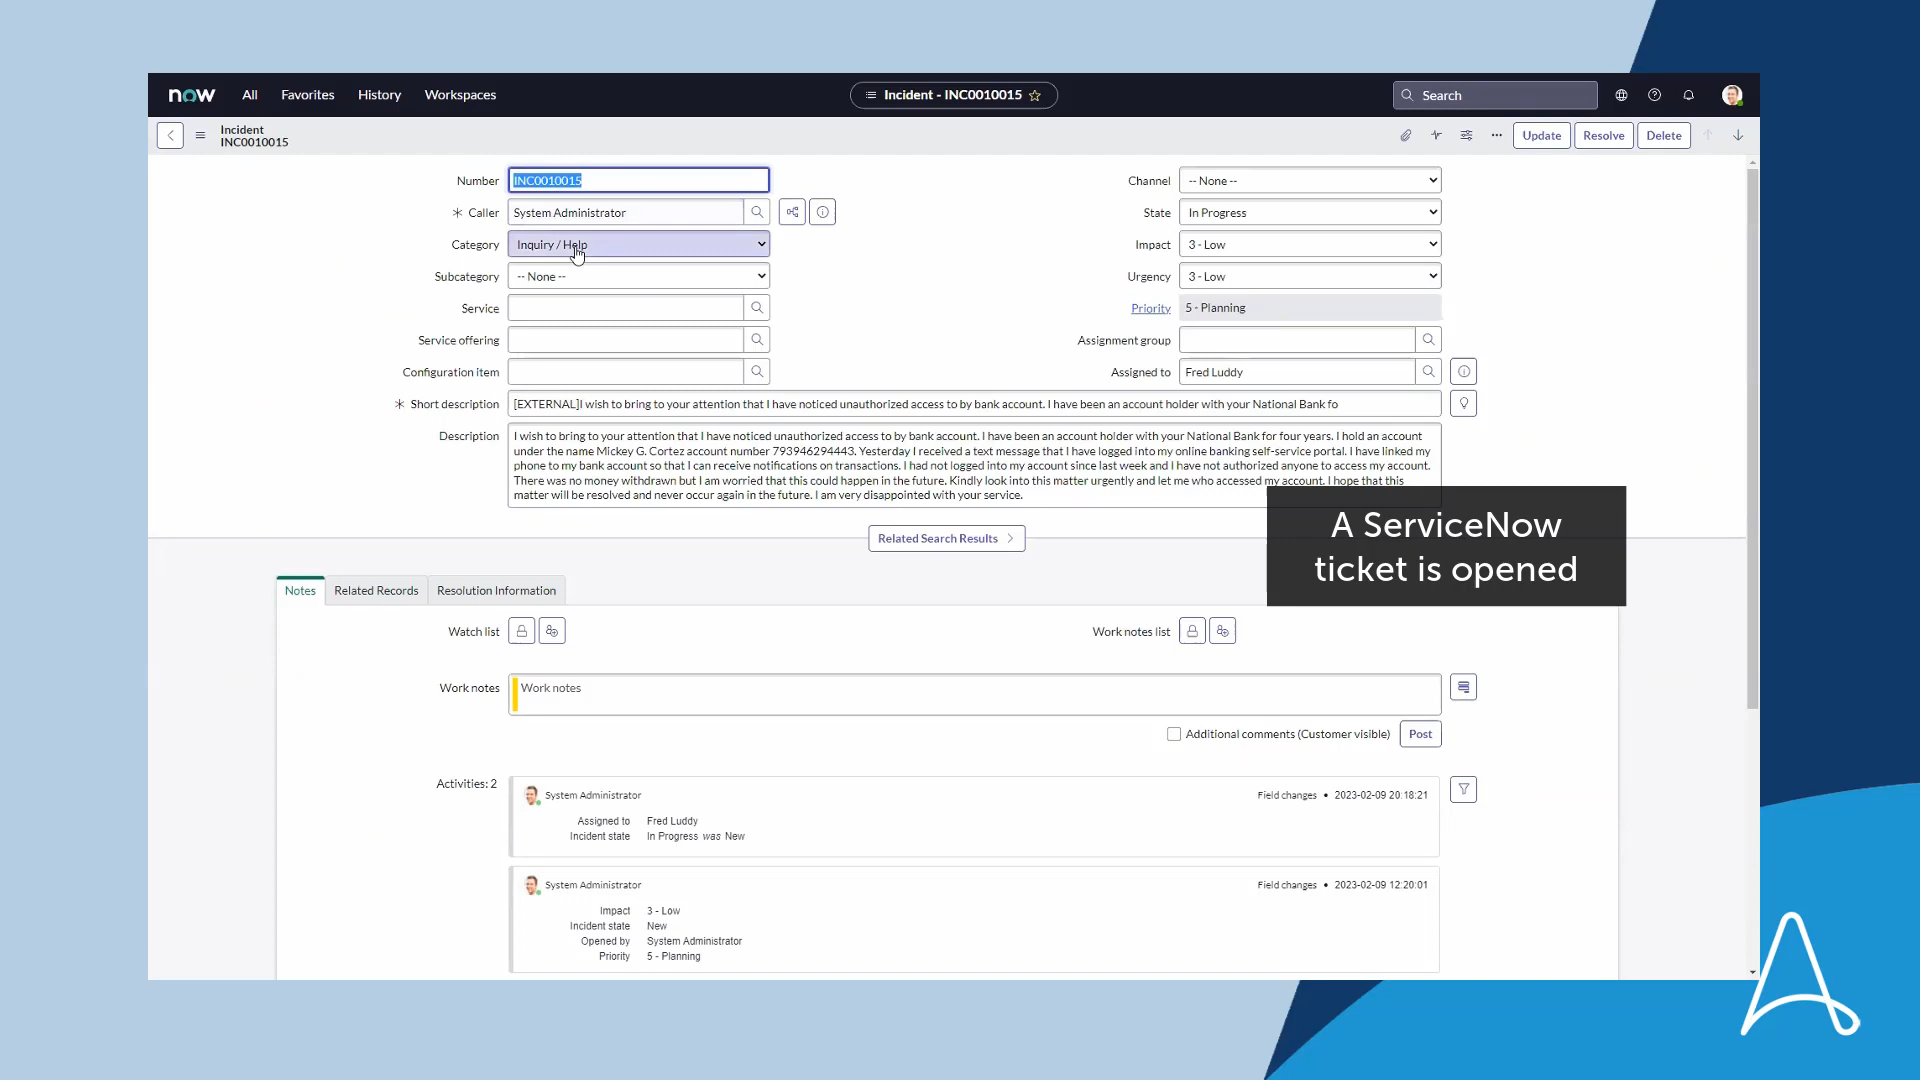 now All Favorites History Workspaces Incident - INC0010015 Search
Incident
INC0010015
Update Resolve Delete
Number INC0010015
Channel -- None --
✳ Caller System Administrator
State In Progress
Category Inquiry / Help
Impact 3 - Low
Subcategory -- None --
Urgency 3 - Low
Service
Priority 5 - Planning
Service offering
Assignment group
Configuration item
Assigned to Fred Luddy
✳ Short description [EXTERNAL]I wish to bring to your attention that I have noticed unauthorized access to by bank account. I have been an account holder with your National Bank fo
Description I wish to bring to your attention that I have noticed unauthorized access to by bank account. I have been an account holder with your National Bank for four years. I hold an account
under the name Mickey G. Cortez account number 793946294443. Yesterday I received a text message that I have logged into my online banking self-service portal. I have linked my
phone to my bank account so that I can receive notifications on transactions. I had not logged into my account since last week and I have not authorized anyone to access my account.
There was no money withdrawn but I am worried that this could happen in the future. Kindly look into this matter urgently and let me who accessed my account. I hope that this
matter will be resolved and never occur again in the future. I am very disappointed with your service.
A ServiceNow
ticket is opened
Related Search Results
Notes Related Records Resolution Information
Watch list
Work notes list
Work notes Work notes
Additional comments (Customer visible) Post
Activities: 2
System Administrator Field changes • 2023-02-09 20:18:21
Assigned to Fred Luddy
Incident state In Progress was New
System Administrator Field changes • 2023-02-09 12:20:01
Impact 3 - Low
Incident state New
Opened by System Administrator
Priority 5 - Planning